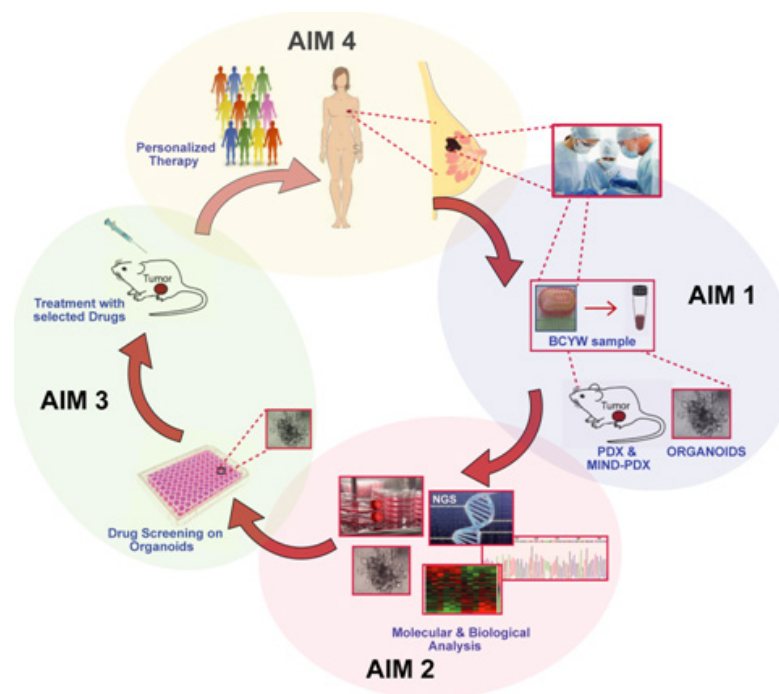 AIM 4
Personalized
Therapy
AIM 1
BCYW sample
Tumor
PDX &
MIND-PDX
ORGANOIDS
NGS
Molecular & Biological
Analysis
AIM 2
Drug Screening on
Organoids
AIM 3
Tumor
Treatment with
selected Drugs